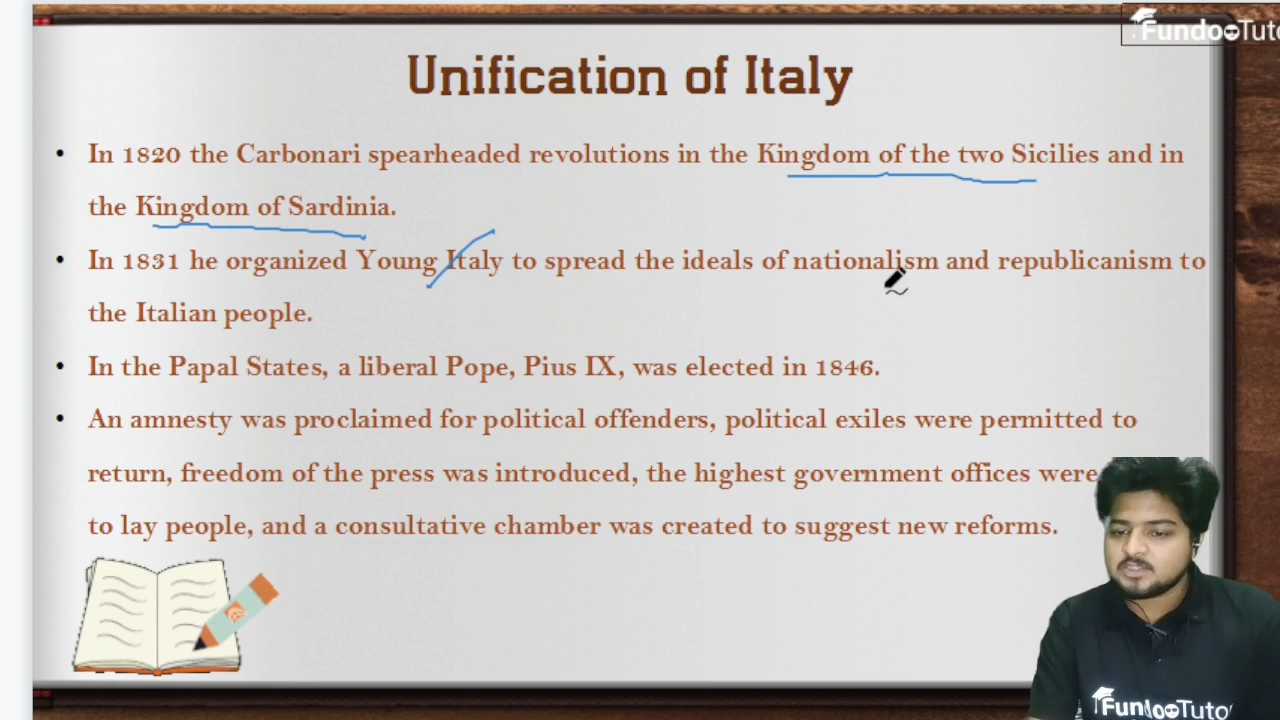 FundooTuto
Unification of Italy
• In 1820 the Carbonari spearheaded revolutions in the Kingdom of the two Sicilies and in
the Kingdom of Sardinia.
• In 1831 he organized Young Italy to spread the ideals of nationalism and republicanism to
the Italian people.
• In the Papal States, a liberal Pope, Pius IX, was elected in 1846.
• An amnesty was proclaimed for political offenders, political exiles were permitted to
return, freedom of the press was introduced, the highest government offices were
to lay people, and a consultative chamber was created to suggest new reforms.
FundooTuto